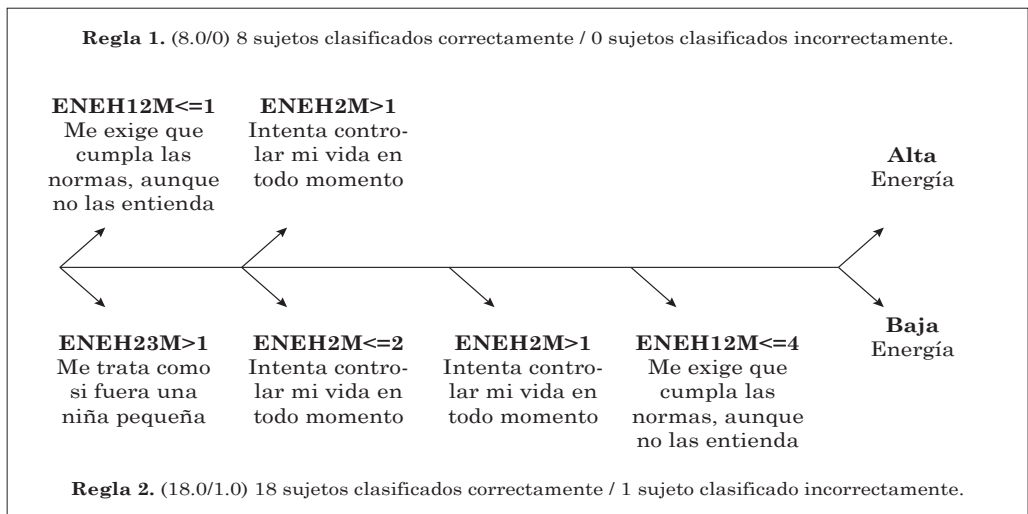 Regla 1. (8.0/0) 8 sujetos clasificados correctamente / 0 sujetos clasificados incorrectamente.
ENEH12M<=1
Me exige que
cumpla las
normas, aunque
no las entienda
ENEH2M>1
Intenta contro-
lar mi vida en
todo momento
Alta
Energía
ENEH23M>1
Me trata como
si fuera una
niña pequeña
ENEH2M<=2
Intenta contro-
lar mi vida en
todo momento
ENEH2M>1
Intenta contro-
lar mi vida en
todo momento
ENEH12M<=4
Me exige que
cumpla las
normas, aunque
no las entienda
Baja
Energía
Regla 2. (18.0/1.0) 18 sujetos clasificados correctamente / 1 sujeto clasificado incorrectamente.